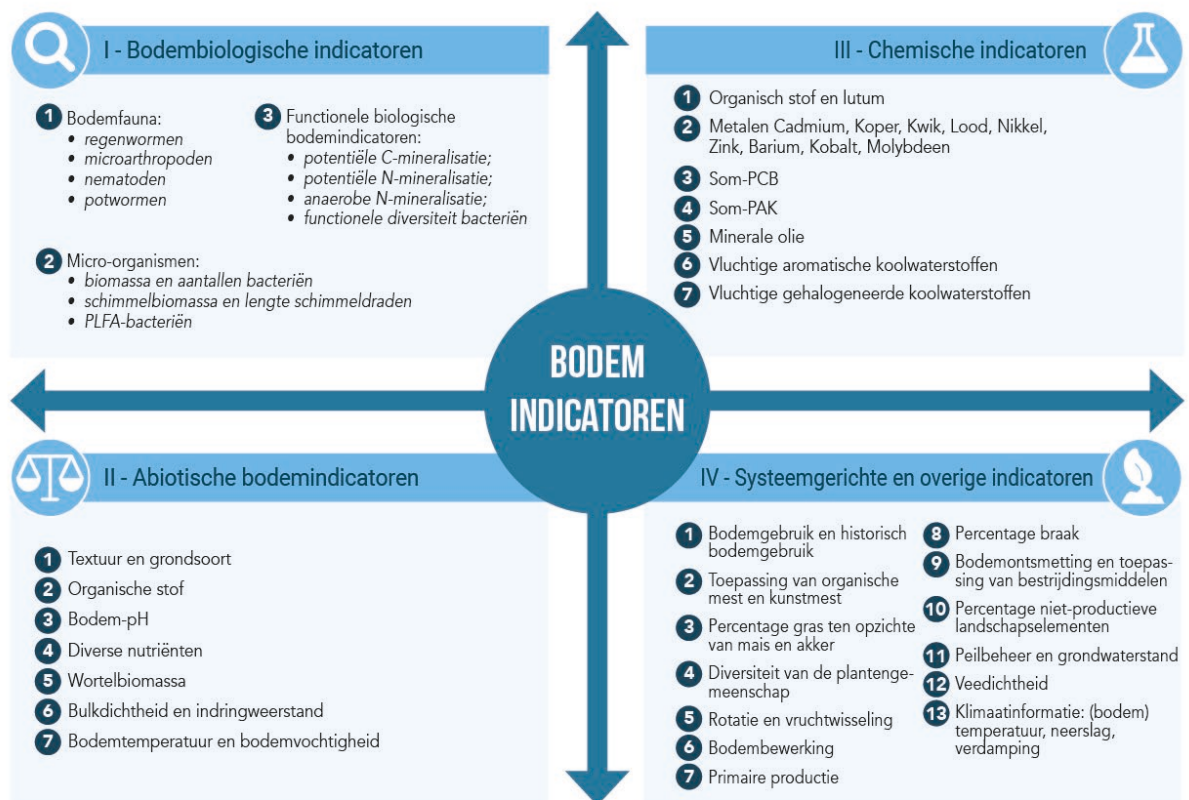 I - Bodembiologische indicatoren
1 Bodemfauna:
• regenwormen
• microarthropoden
• nematoden
• potwormen
2 Micro-organismen:
• biomassa en aantallen bacteriën
• schimmelbiomassa en lengte schimmeldraden
• PLFA-bacteriën
3 Functionele biologische
bodemindicatoren:
• potentiële C-mineralisatie;
• potentiële N-mineralisatie;
• anaerobe N-mineralisatie;
• functionele diversiteit bacteriën
III - Chemische indicatoren
1 Organisch stof en lutum
2 Metalen Cadmium, Koper, Kwik, Lood, Nikkel,
Zink, Barium, Kobalt, Molybdeen
3 Som-PCB
4 Som-PAK
5 Minerale olie
6 Vluchtige aromatische koolwaterstoffen
7 Vluchtige gehalogeneerde koolwaterstoffen
BODEM
INDICATOREN
II - Abiotische bodemindicatoren
1 Textuur en grondsoort
2 Organische stof
3 Bodem-pH
4 Diverse nutriënten
5 Wortelbiomassa
6 Bulkdichtheid en indringweerstand
7 Bodemtemperatuur en bodemvochtigheid
IV - Systeemgerichte en overige indicatoren
1 Bodemgebruik en historisch
bodemgebruik
2 Toepassing van organische
mest en kunstmest
3 Percentage gras ten opzichte
van mais en akker
4 Diversiteit van de plantenge-
meenschap
5 Rotatie en vruchtwisseling
6 Bodembewerking
7 Primaire productie
8 Percentage braak
9 Bodemontsmetting en toepas-
sing van bestrijdingsmiddelen
10 Percentage niet-productieve
landschapselementen
11 Peilbeheer en grondwaterstand
12 Veedichtheid
13 Klimaatinformatie: (bodem)
temperatuur, neerslag,
verdamping